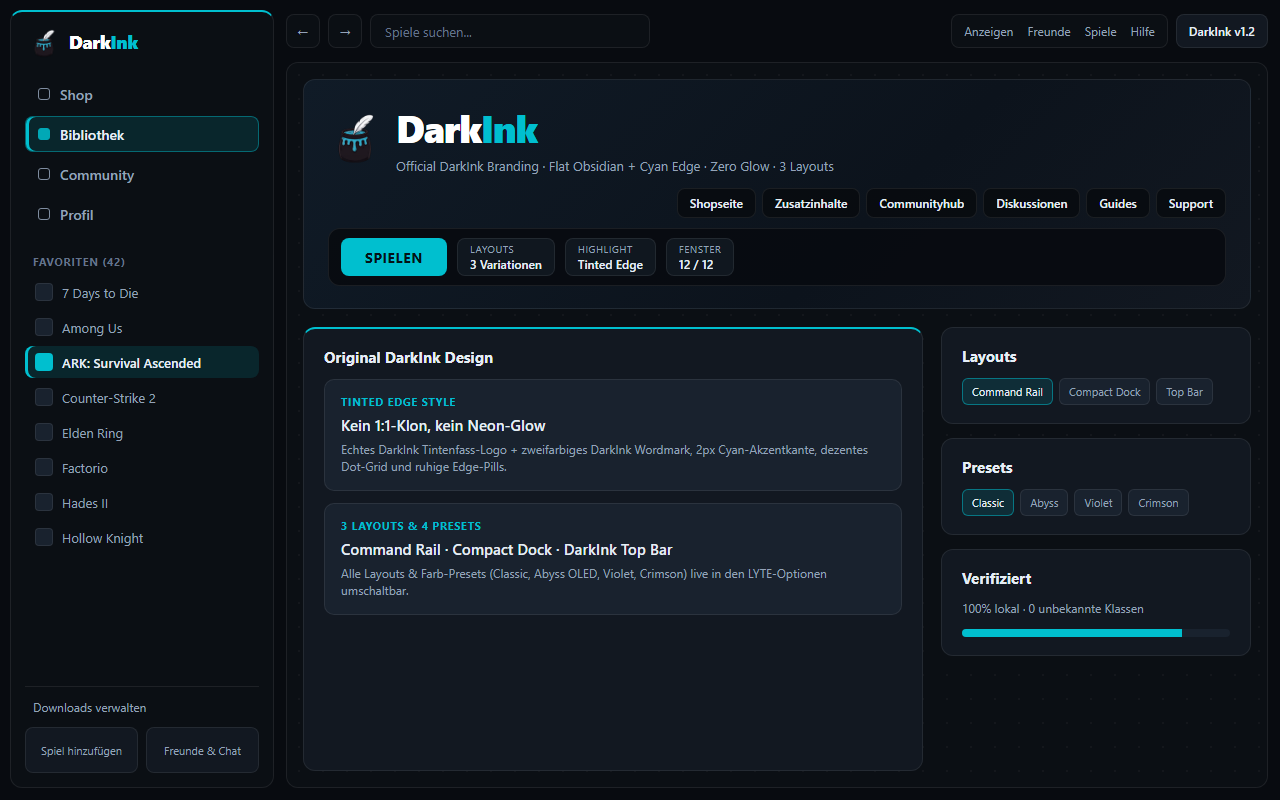 DarkInk
Shop
Bibliothek
Community
Profil
FAVORITEN (42)
7 Days to Die
Among Us
ARK: Survival Ascended
Counter-Strike 2
Elden Ring
Factorio
Hades II
Hollow Knight
Downloads verwalten
Spiel hinzufügen
Freunde & Chat
← → Spiele suchen...
Anzeigen Freunde Spiele Hilfe
DarkInk v1.2
DarkInk
Official DarkInk Branding · Flat Obsidian + Cyan Edge · Zero Glow · 3 Layouts
Shopseite Zusatzinhalte Communityhub Diskussionen Guides Support
SPIELEN
LAYOUTS
3 Variationen
HIGHLIGHT
Tinted Edge
FENSTER
12 / 12
Original DarkInk Design
TINTED EDGE STYLE
Kein 1:1-Klon, kein Neon-Glow
Echtes DarkInk Tintenfass-Logo + zweifarbiges DarkInk Wordmark, 2px Cyan-Akzentkante, dezentes
Dot-Grid und ruhige Edge-Pills.
3 LAYOUTS & 4 PRESETS
Command Rail · Compact Dock · DarkInk Top Bar
Alle Layouts & Farb-Presets (Classic, Abyss OLED, Violet, Crimson) live in den LYTE-Optionen
umschaltbar.
Layouts
Command Rail Compact Dock Top Bar
Presets
Classic Abyss Violet Crimson
Verifiziert
100% lokal · 0 unbekannte Klassen